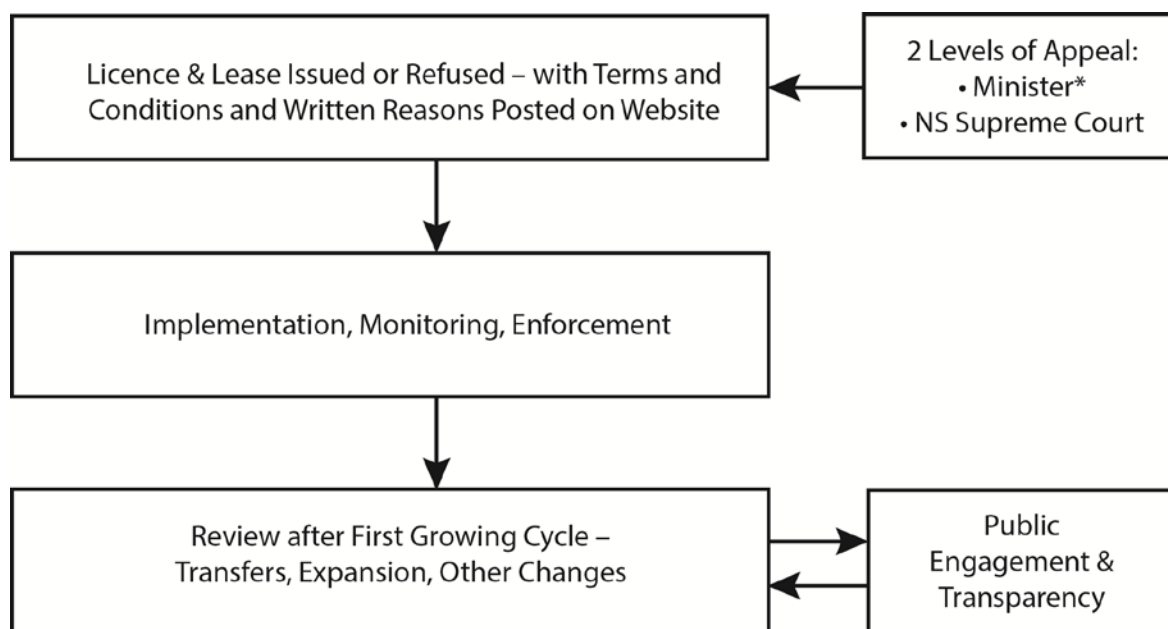 Licence & Lease Issued or Refused – with Terms and
Conditions and Written Reasons Posted on Website
2 Levels of Appeal:
• Minister*
• NS Supreme Court
Implementation, Monitoring, Enforcement
Review after First Growing Cycle –
Transfers, Expansion, Other Changes
Public
Engagement &
Transparency